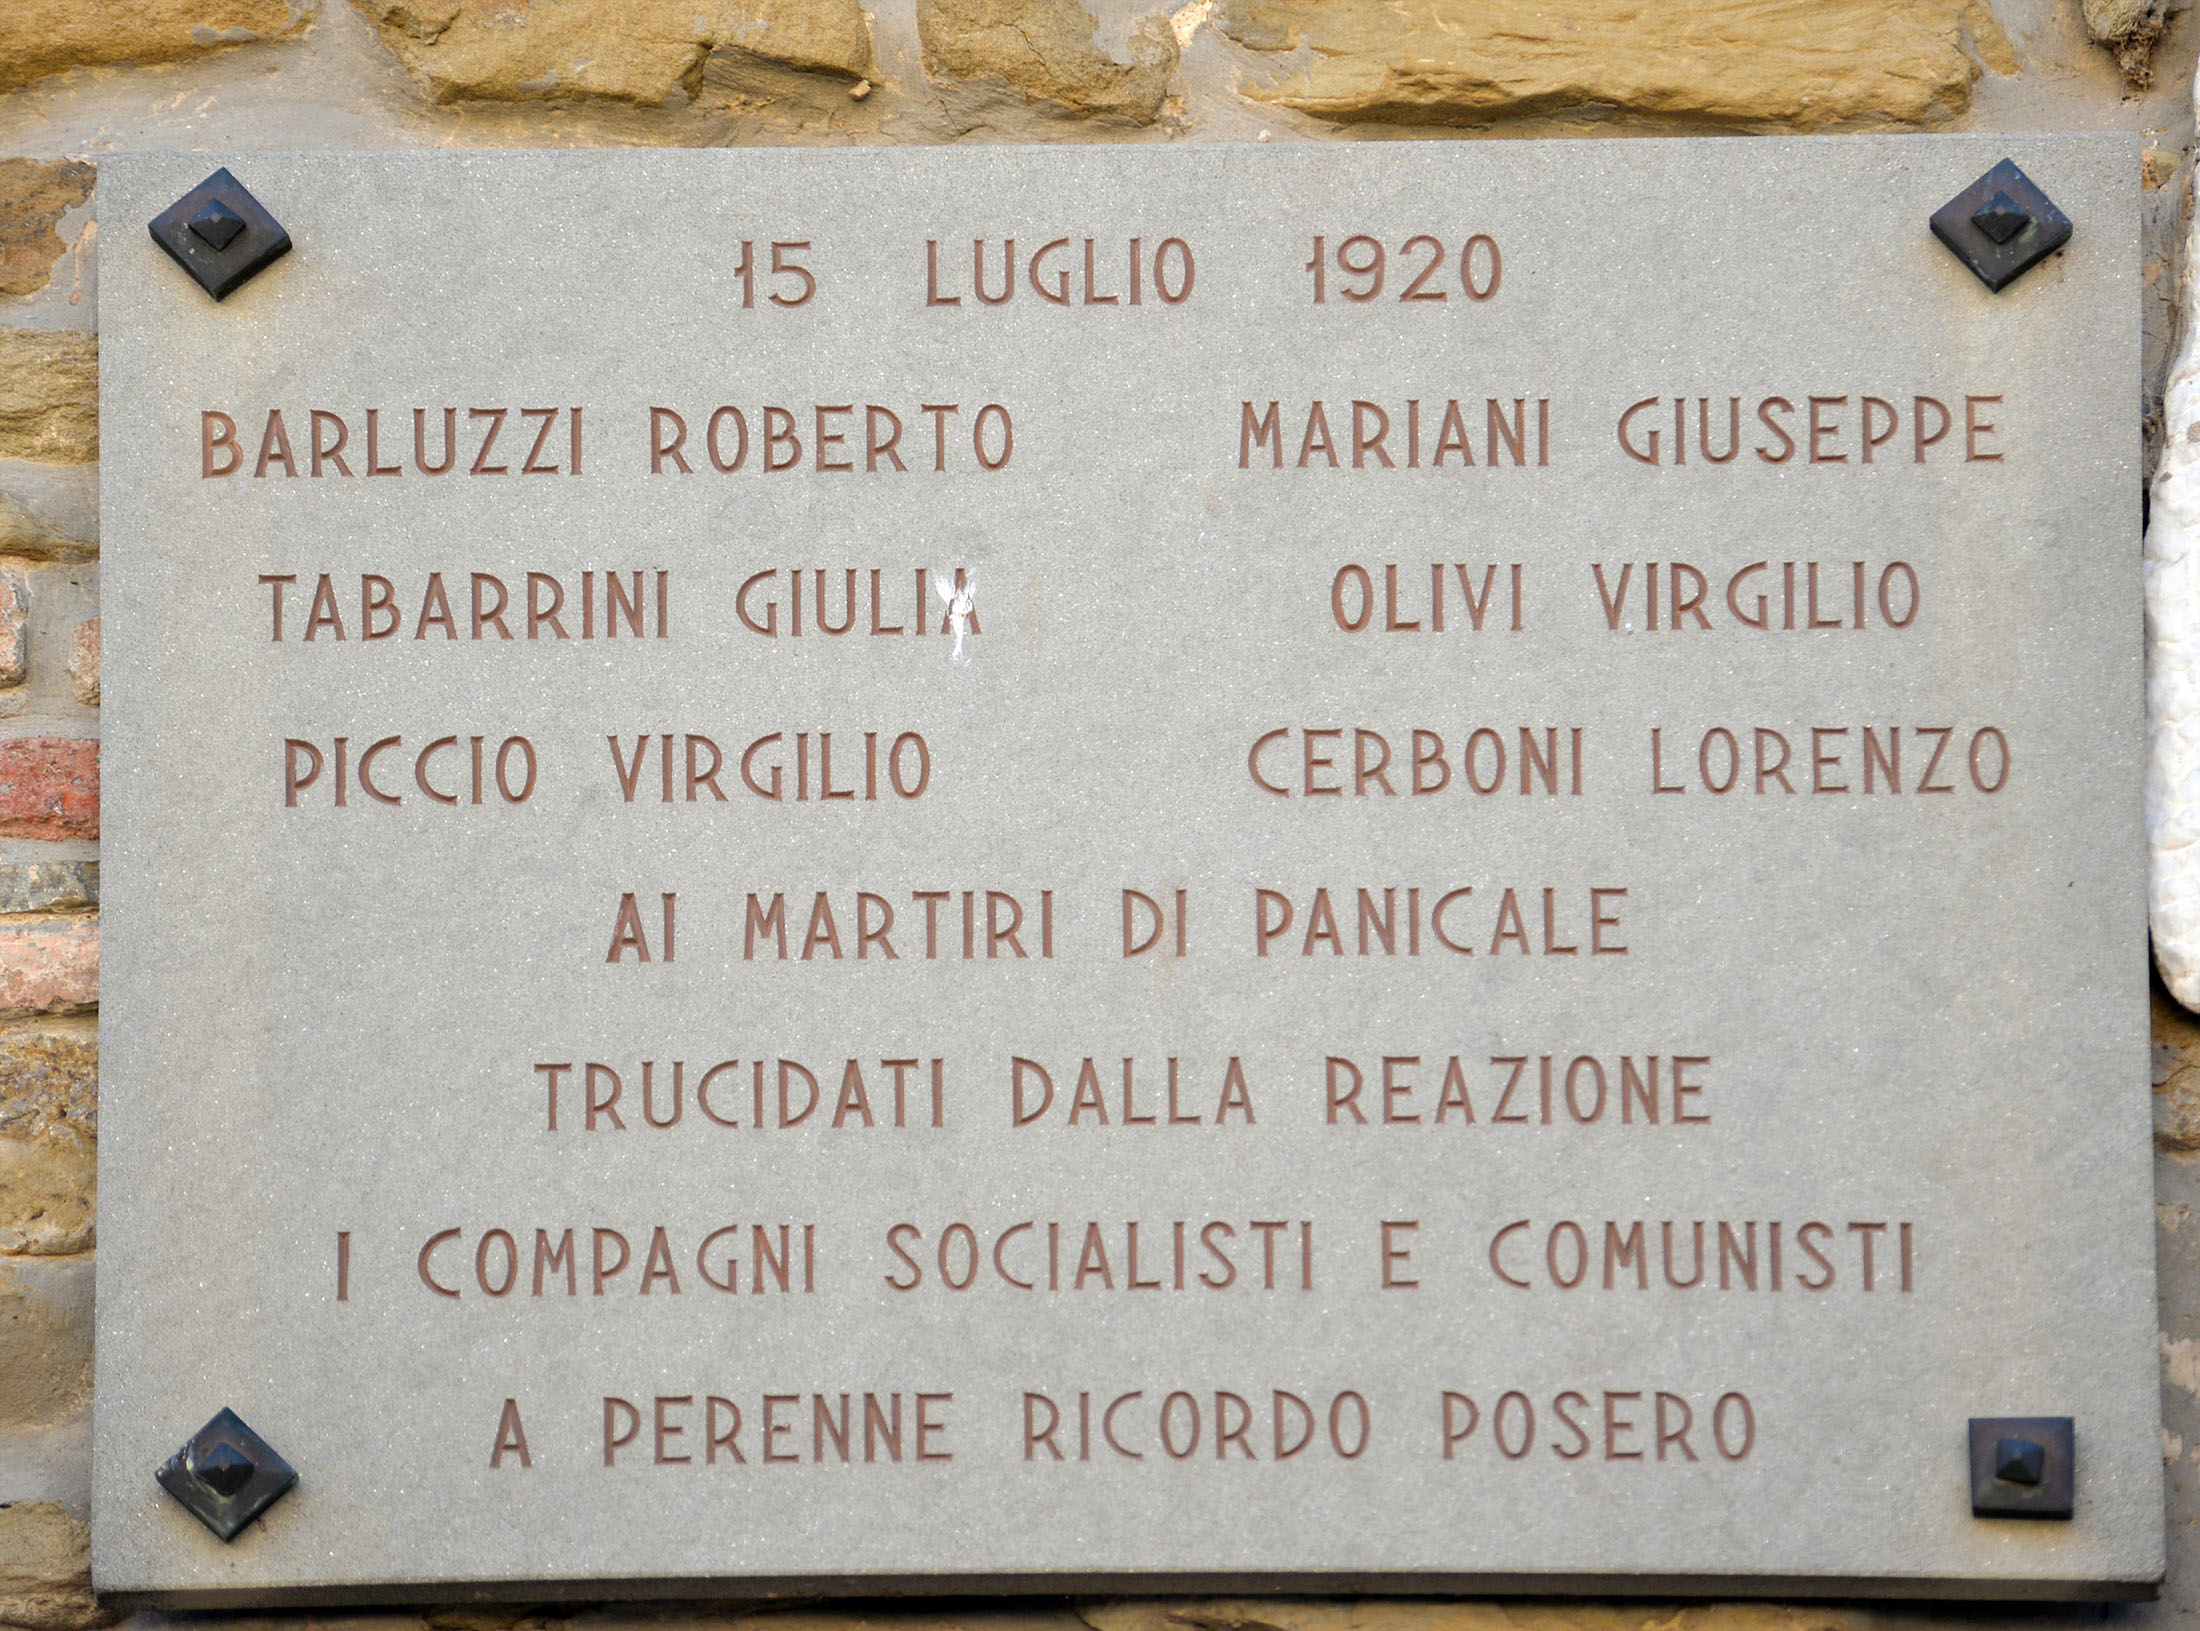 15 LUGLIO 1920
BARLUZZI ROBERTO MARIANI GIUSEPPE
TABARRINI GIULIA OLIVI VIRGILIO
PICCIO VIRGILIO CERBONI LORENZO
AI MARTIRI DI PANICALE
TRUCIDATI DALLA REAZIONE
I COMPAGNI SOCIALISTI E COMUNISTI
A PERENNE RICORDO POSERO